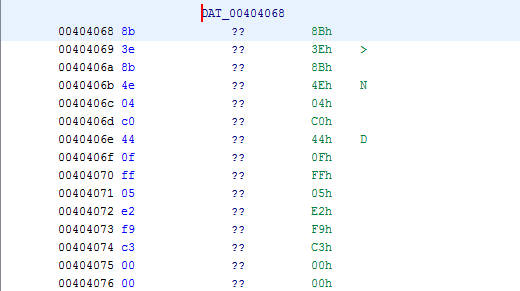 DAT_00404068
00404068 8b ?? 8Bh
00404069 3e ?? 3Eh >
0040406a 8b ?? 8Bh
0040406b 4e ?? 4Eh N
0040406c 04 ?? 04h
0040406d c0 ?? C0h
0040406e 44 ?? 44h D
0040406f 0f ?? 0Fh
00404070 ff ?? FFh
00404071 05 ?? 05h
00404072 e2 ?? E2h
00404073 f9 ?? F9h
00404074 c3 ?? C3h
00404075 00 ?? 00h
00404076 00 ?? 00h